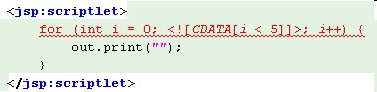 <jsp:scriptlet>
for (int i = 0; <![CDATA[i < 5]]>; i++) {
out.print("");
}
</jsp:scriptlet>